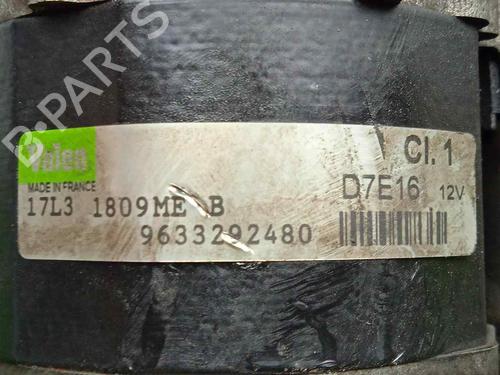 B-Parts
Valeo
MADE IN FRANCE
Cl. 1
D7E16 12V
17L3 1809ME B
9633292480